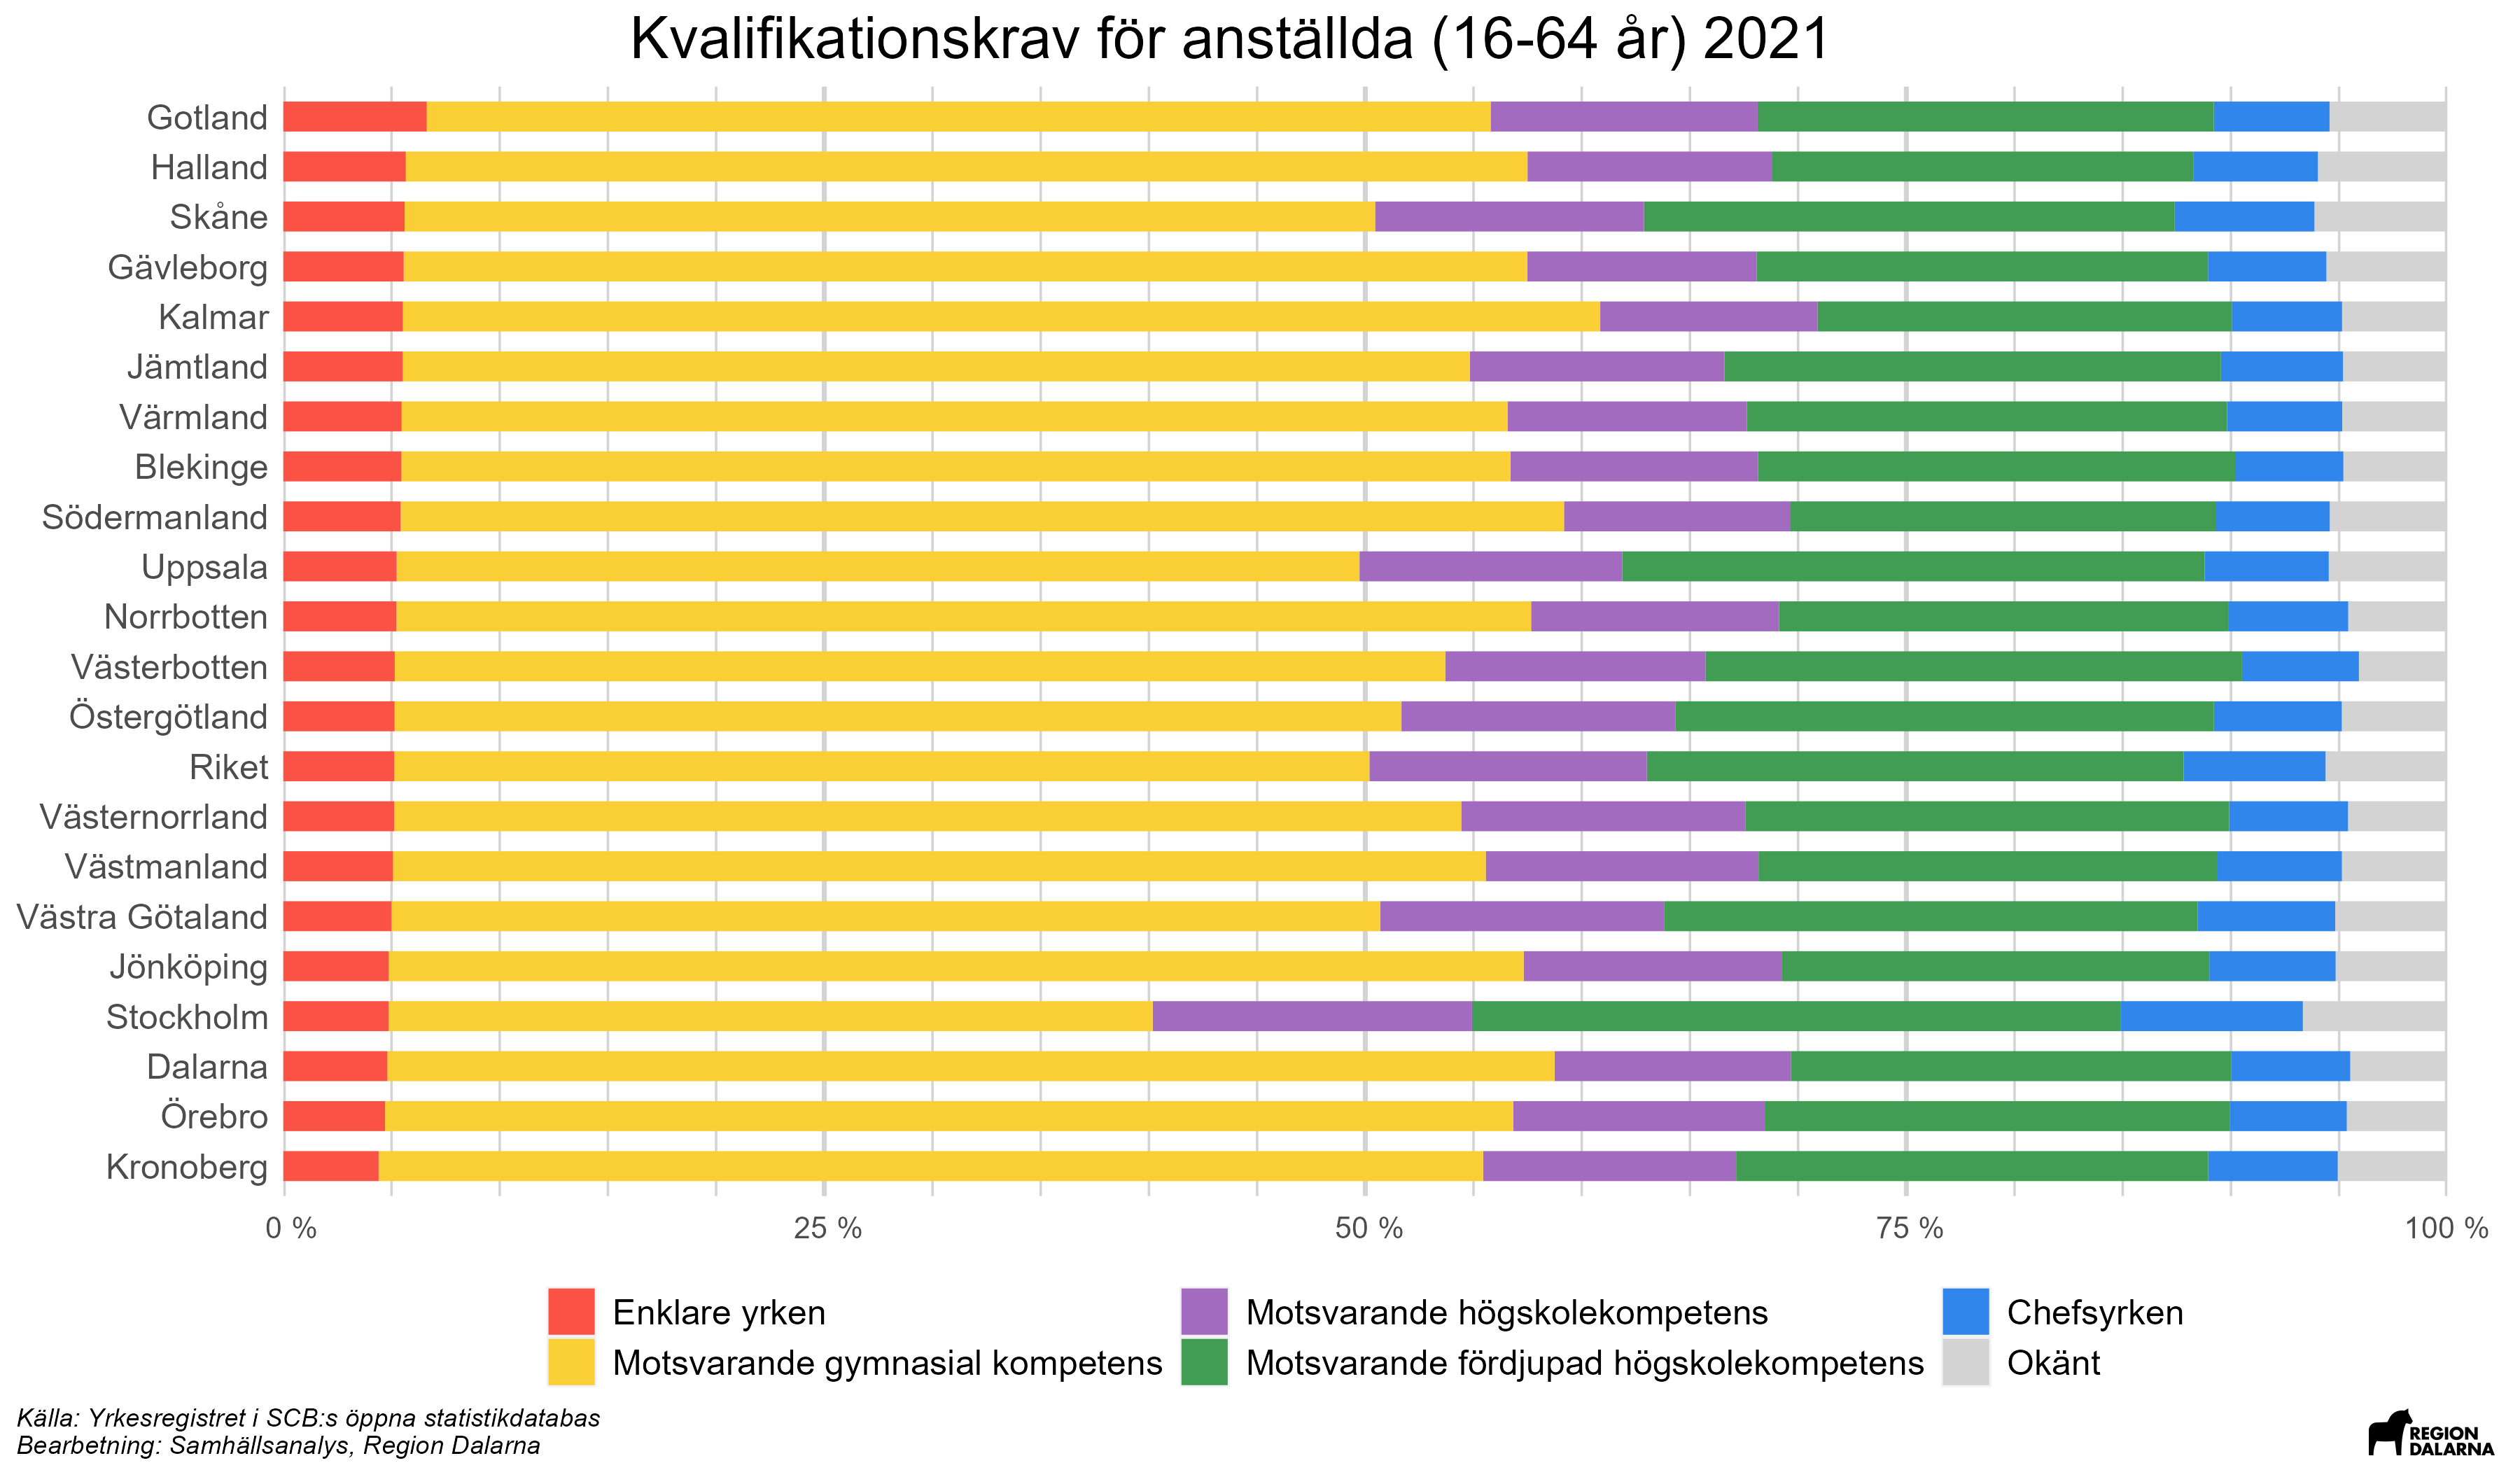 Kvalifikationskrav för anställda (16-64 år) 2021
Gotland
Halland
Skåne
Gävleborg
Kalmar
Jämtland
Värmland
Blekinge
Södermanland
Uppsala
Norrbotten
Västerbotten
Östergötland
Riket
Västernorrland
Västmanland
Västra Götaland
Jönköping
Stockholm
Dalarna
Örebro
Kronoberg
0 % 25 % 50 % 75 % 100 %
Enklare yrken Motsvarande högskolekompetens Chefsyrken
Motsvarande gymnasial kompetens Motsvarande fördjupad högskolekompetens Okänt
Källa: Yrkesregistret i SCB:s öppna statistikdatabas
Bearbetning: Samhällsanalys, Region Dalarna
REGION
DALARNA